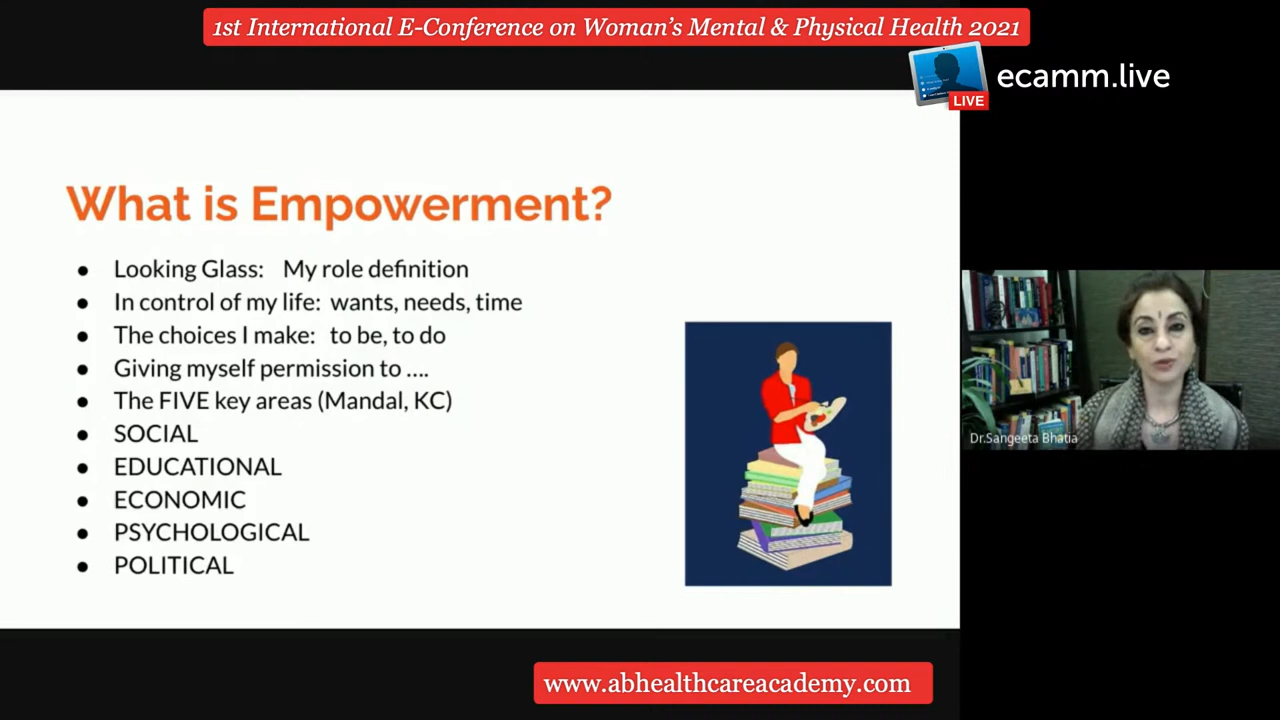 1st International E-Conference on Woman's Mental & Physical Health 2021
LIVE
ecamm.live
What is Empowerment?
● Looking Glass: My role definition
● In control of my life: wants, needs, time
● The choices I make: to be, to do
● Giving myself permission to ....
● The FIVE key areas (Mandal, KC)
● SOCIAL
● EDUCATIONAL
● ECONOMIC
● PSYCHOLOGICAL
● POLITICAL
Dr.Sangeeta Bhatia
www.abhealthcareacademy.com